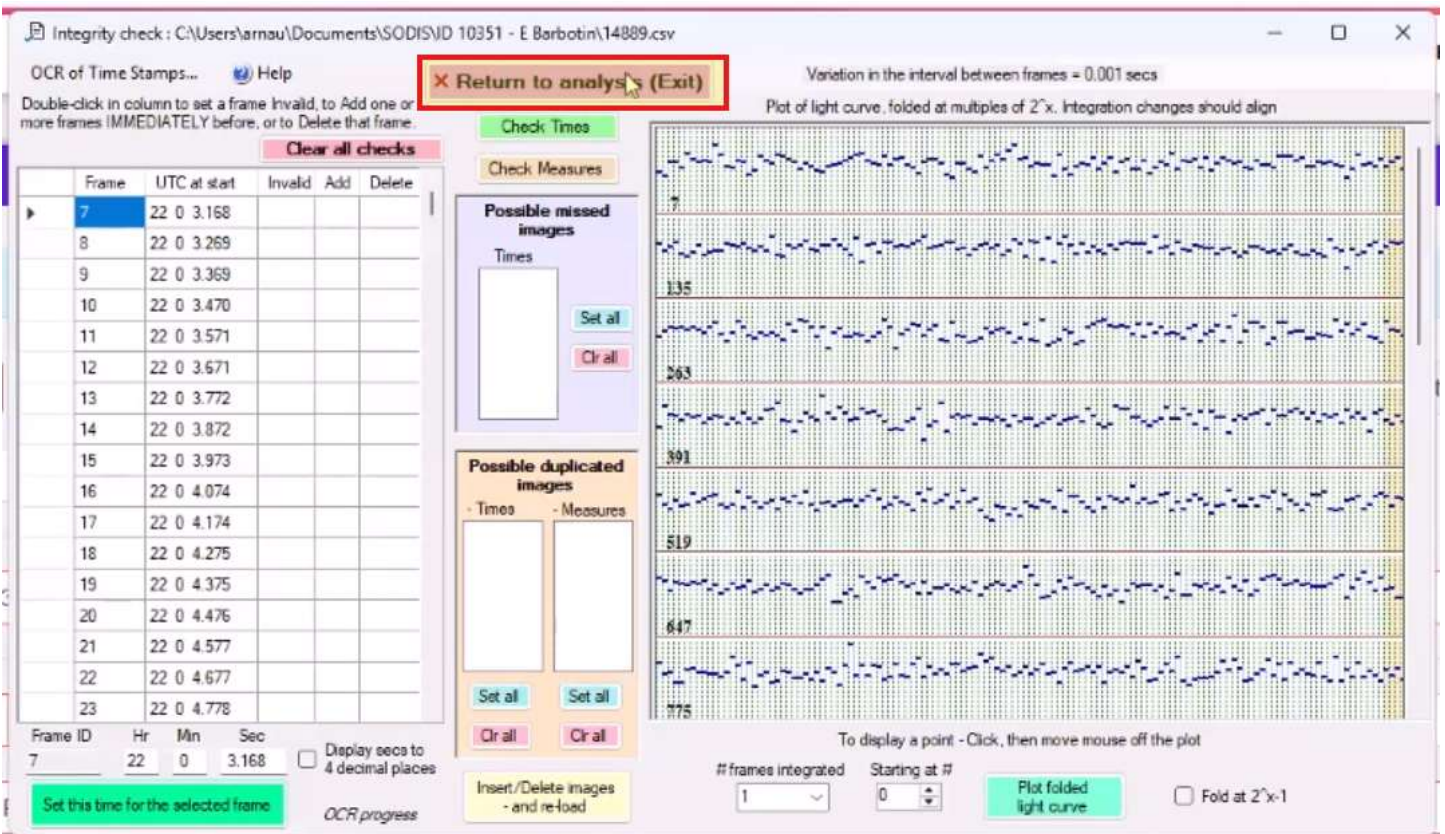 Integrity check : C:\Users\arnau\Documents\SODIS\ID 10351 - E Barbotin\14889.csv
OCR of Time Stamps... Help
× Return to analysis (Exit)
Variation in the interval between frames = 0.001 secs
Double-click in column to set a frame Invalid, to Add one or
more frames IMMEDIATELY before, or to Delete that frame.
Clear all checks
Check Times
Check Measures
Plot of light curve, folded at multiples of 2^x. Integration changes should align
Frame UTC at start Invalid Add Delete
7 22 0 3.168
8 22 0 3.269
9 22 0 3.369
10 22 0 3.470
11 22 0 3.571
12 22 0 3.671
13 22 0 3.772
14 22 0 3.872
15 22 0 3.973
16 22 0 4.074
17 22 0 4.174
18 22 0 4.275
19 22 0 4.375
20 22 0 4.476
21 22 0 4.577
22 22 0 4.677
23 22 0 4.778
Frame ID Hr Min Sec
7 22 0 3.168
Display secs to
4 decimal places
Set this time for the selected frame
OCR progress
Possible missed
images
Times
Set all
Clr all
Possible duplicated
images
- Times - Measures
Set all Set all
Clr all Clr all
Insert/Delete images
- and re-load
7
135
263
391
519
647
775
To display a point - Click, then move mouse off the plot
# frames integrated Starting at #
1 0
Plot folded
light curve
Fold at 2^x-1